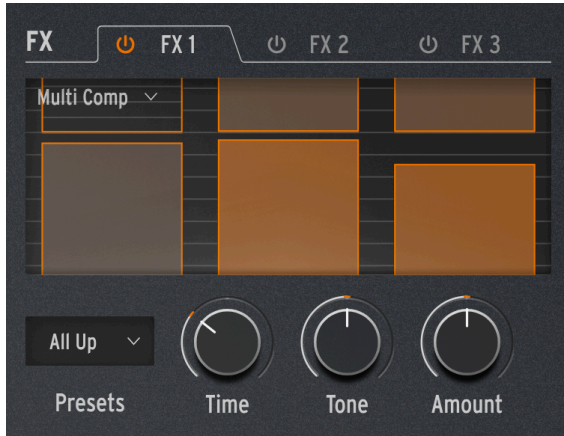 FX FX 1 FX 2 FX 3
Multi Comp
All Up
Presets Time Tone Amount